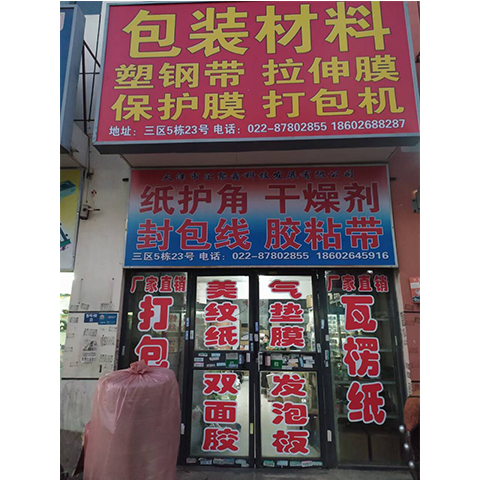 包装材料
塑钢带 拉伸膜
保护膜 打包机
地址：三区5栋23号 电话：022-87802855 18602688287
纸护角 干燥剂
封包线 胶粘带
三区5栋23号 电话：022-87802855 18602645916
厂家直销
打包
美纹纸
双面胶
气垫膜
发泡板
厂家直销
瓦楞纸